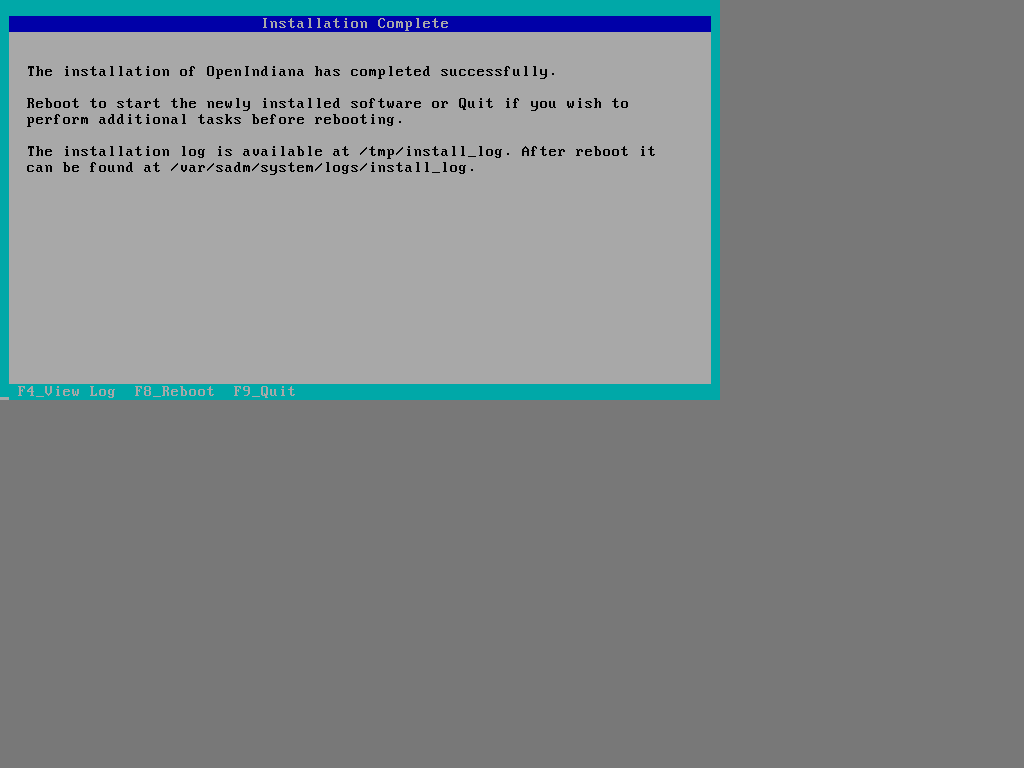 Installation Complete
The installation of OpenIndiana has completed successfully.
Reboot to start the newly installed software or Quit if you wish to
perform additional tasks before rebooting.
The installation log is available at /tmp/install_log. After reboot it
can be found at /var/sadm/system/logs/install_log.
F4_View Log  F8_Reboot  F9_Quit